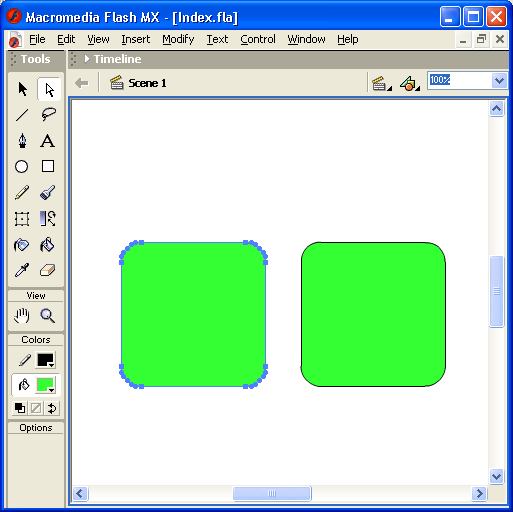 Macromedia Flash MX - [Index.fla]
File Edit View Insert Modify Text Control Window Help
Tools Timeline
Scene 1 100%
A
View
Colors
Options